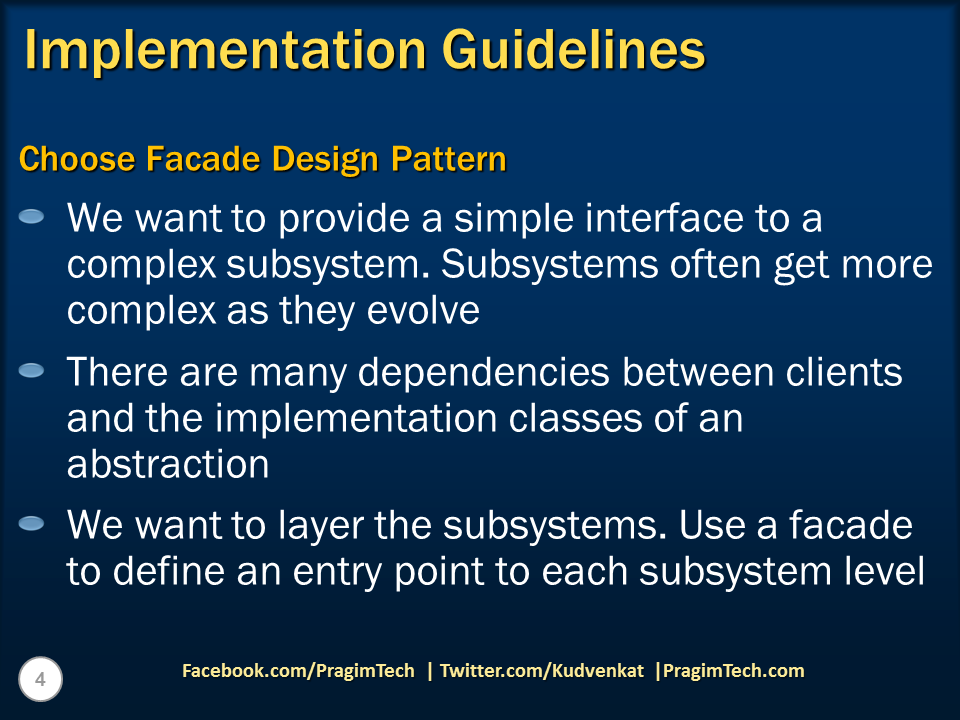 Implementation Guidelines
Choose Facade Design Pattern
We want to provide a simple interface to a
complex subsystem. Subsystems often get more
complex as they evolve
There are many dependencies between clients
and the implementation classes of an
abstraction
We want to layer the subsystems. Use a facade
to define an entry point to each subsystem level
4
Facebook.com/PragimTech | Twitter.com/Kudvenkat |PragimTech.com